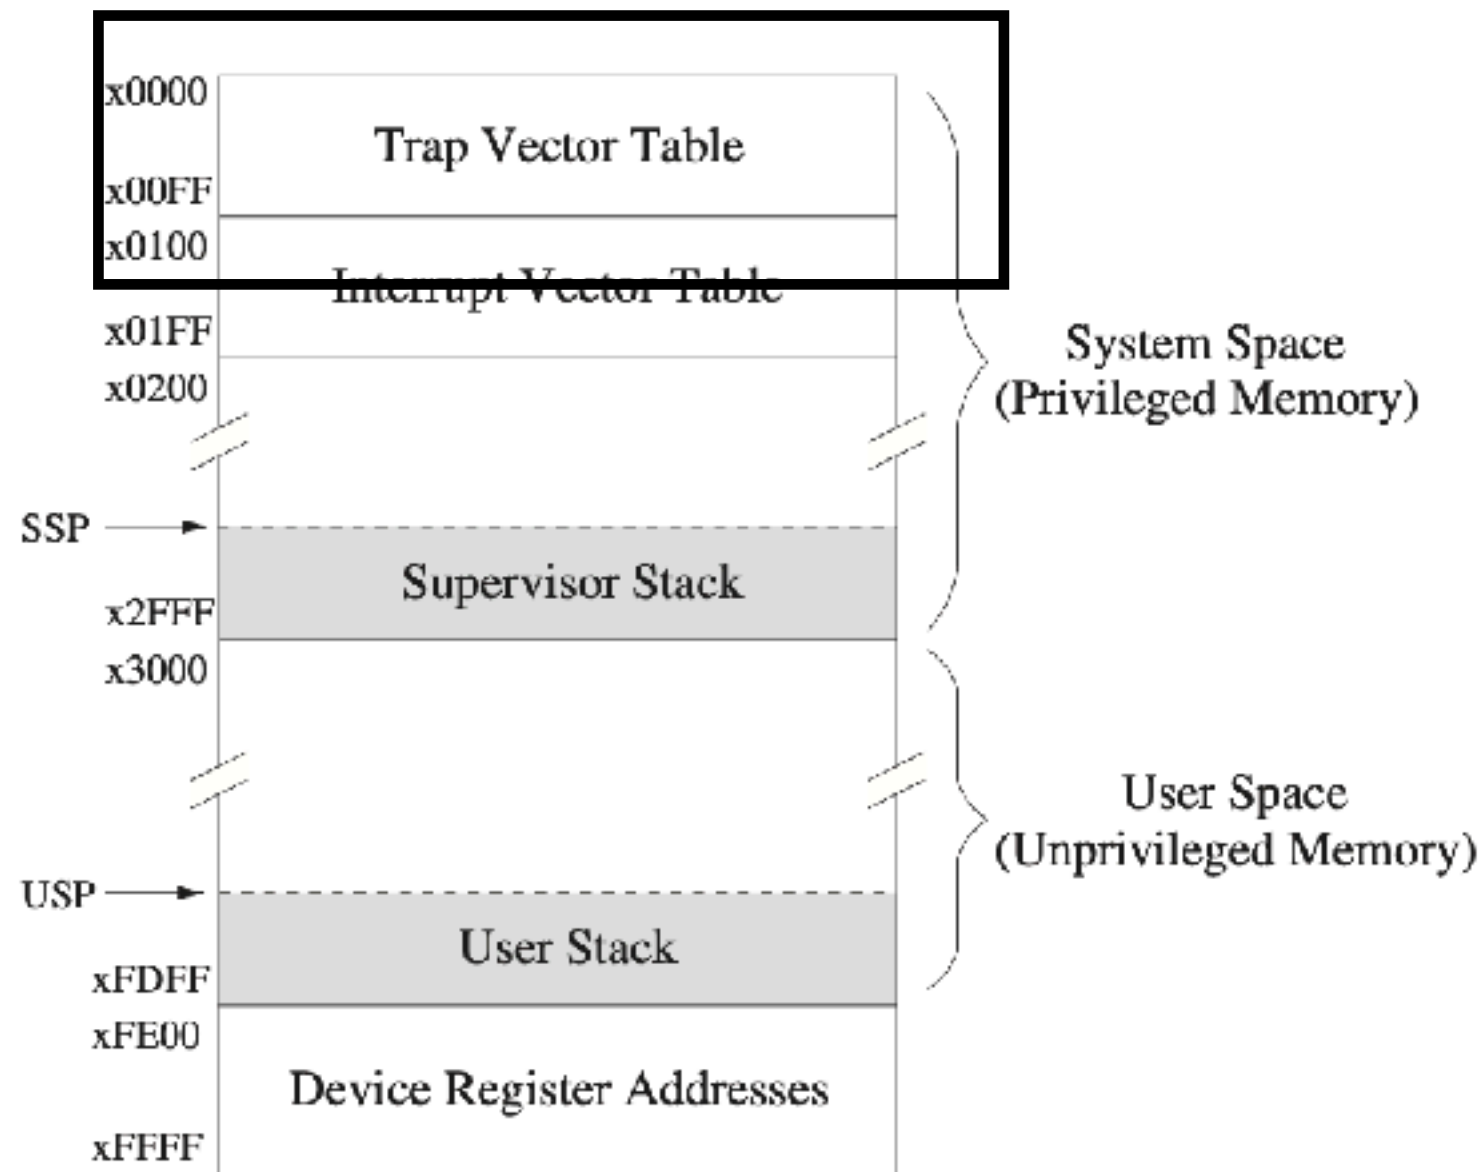 x0000
Trap Vector Table
x00FF
x0100
Interrupt Vector Table
x01FF
x0200
System Space
(Privileged Memory)
SSP
Supervisor Stack
x2FFF
x3000
User Space
(Unprivileged Memory)
USP
User Stack
xFDFF
xFE00
Device Register Addresses
xFFFF